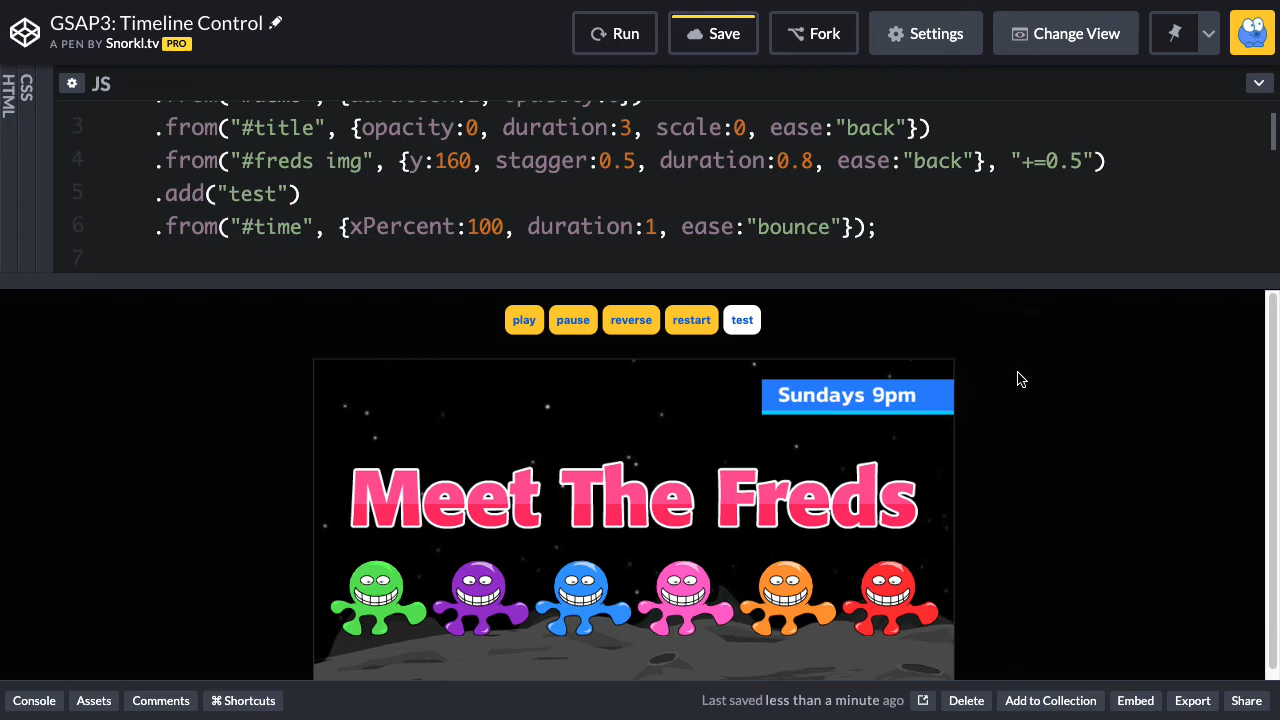 GSAP3: Timeline Control
A PEN BY Snorkl.tv PRO
Run
Save
Fork
Settings
Change View
HTML
CSS
JS
3 .from("#title", {opacity:0, duration:3, scale:0, ease:"back"})
4 .from("#freds img", {y:160, stagger:0.5, duration:0.8, ease:"back"}, "+=0.5")
5 .add("test")
6 .from("#time", {xPercent:100, duration:1, ease:"bounce"});
7
play pause reverse restart test
Sundays 9pm
Meet The Freds
Console Assets Comments ⌘ Shortcuts Last saved less than a minute ago Delete Add to Collection Embed Export Share